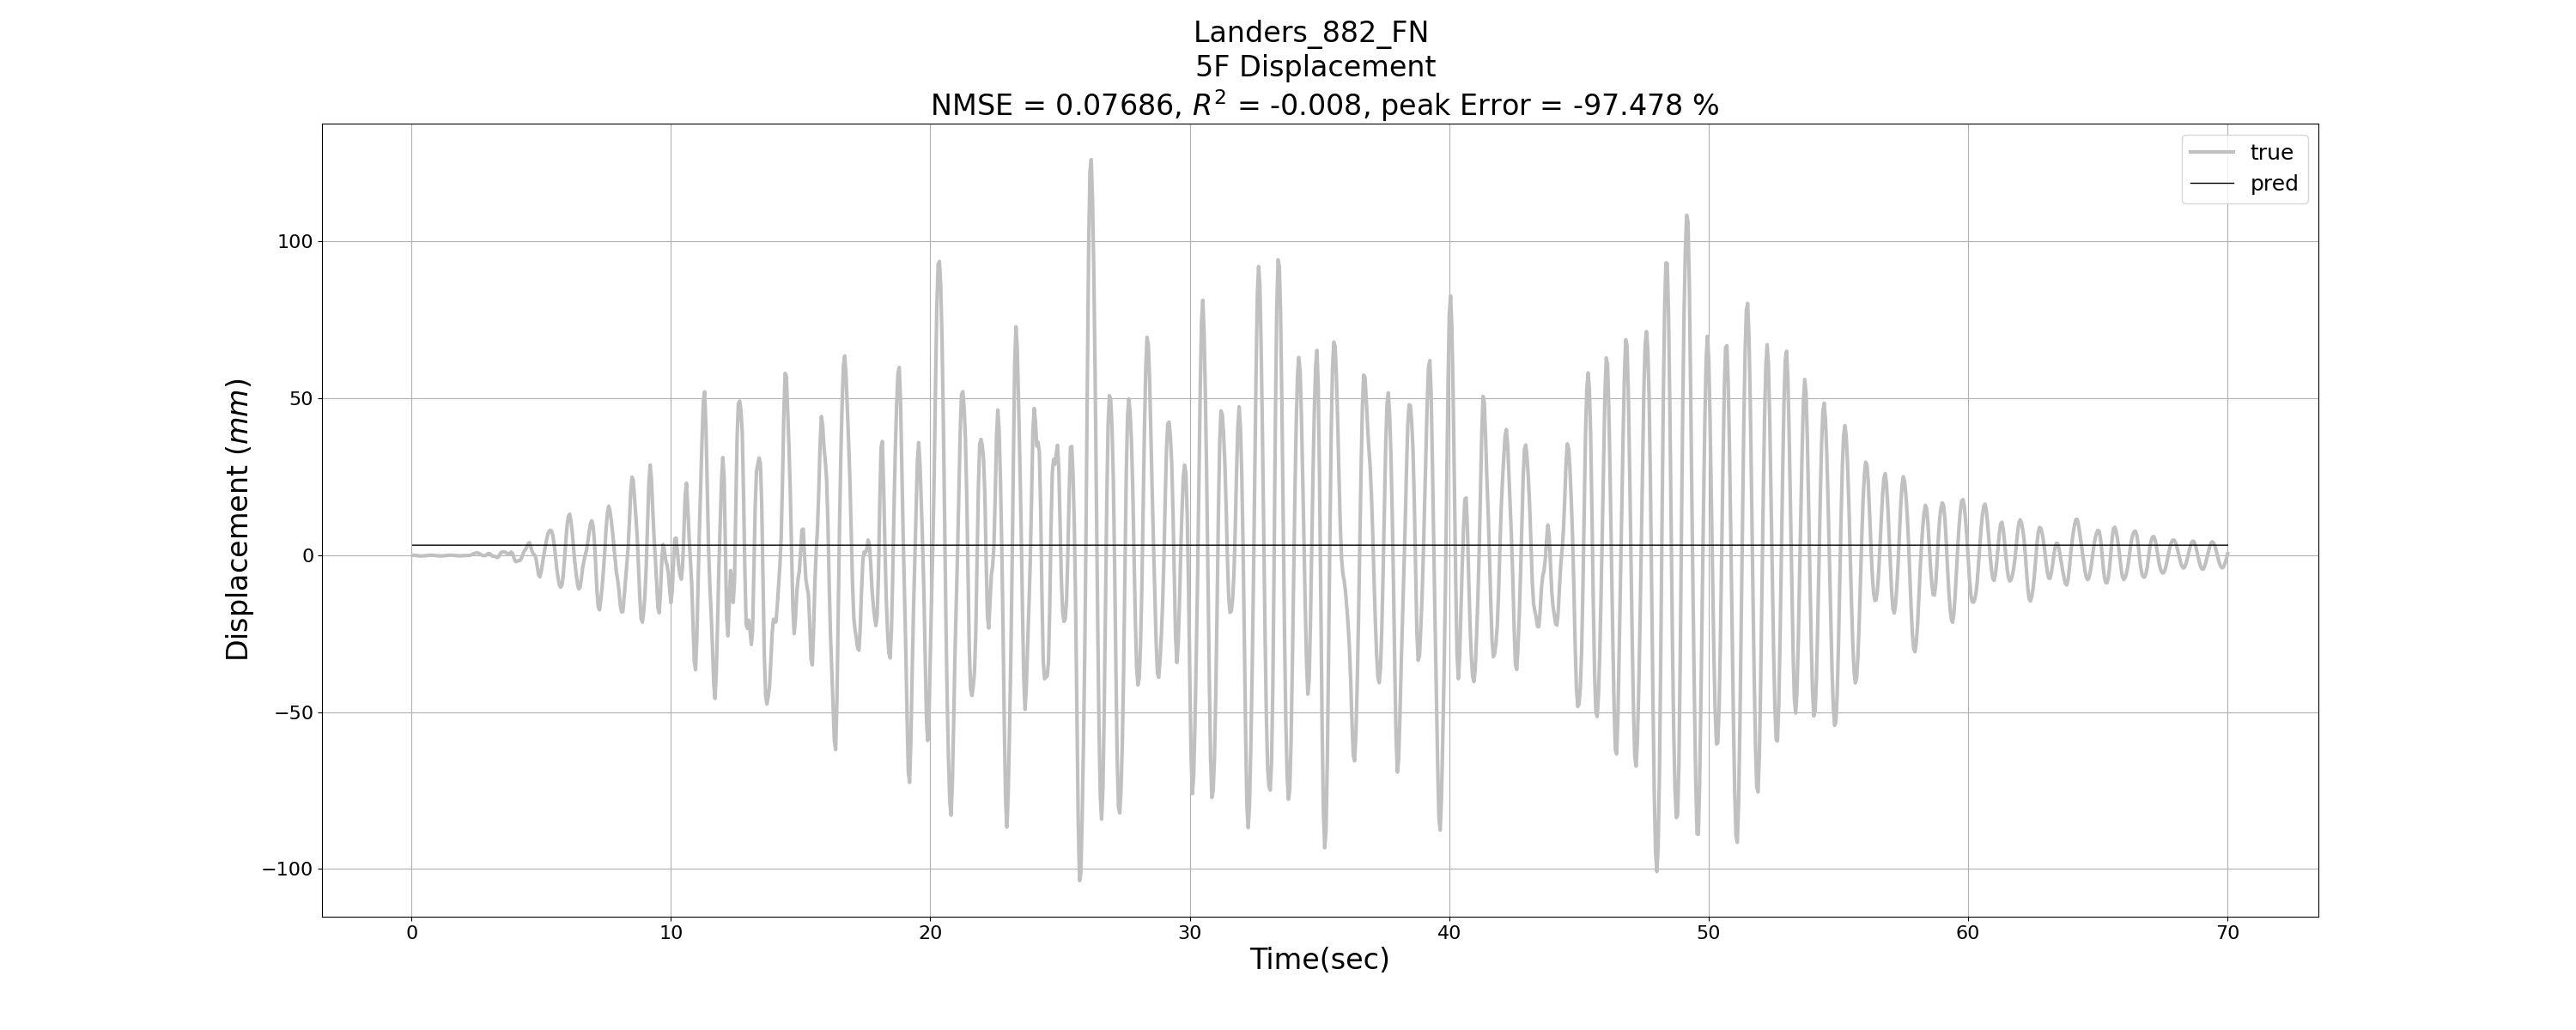 Landers_882_FN
5F Displacement
NMSE = 0.07686, R² = -0.008, peak Error = -97.478 %
true
pred
Displacement (mm)
100
50
0
−50
−100
0 10 20 30 40 50 60 70
Time(sec)